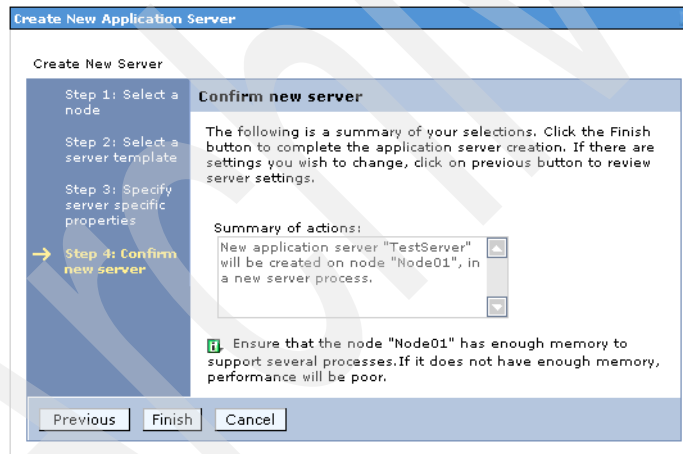 Create New Application Server
Create New Server
Step 1: Select a
node
Step 2: Select a
server template
Step 3: Specify
server specific
properties
Step 4: Confirm
new server
Confirm new server
The following is a summary of your selections. Click the Finish
button to complete the application server creation. If there are
settings you wish to change, click on previous button to review
server settings.
Summary of actions:
New application server "TestServer"
will be created on node "Node01", in
a new server process.
Ensure that the node "Node01" has enough memory to
support several processes.If it does not have enough memory,
performance will be poor.
Previous Finish Cancel